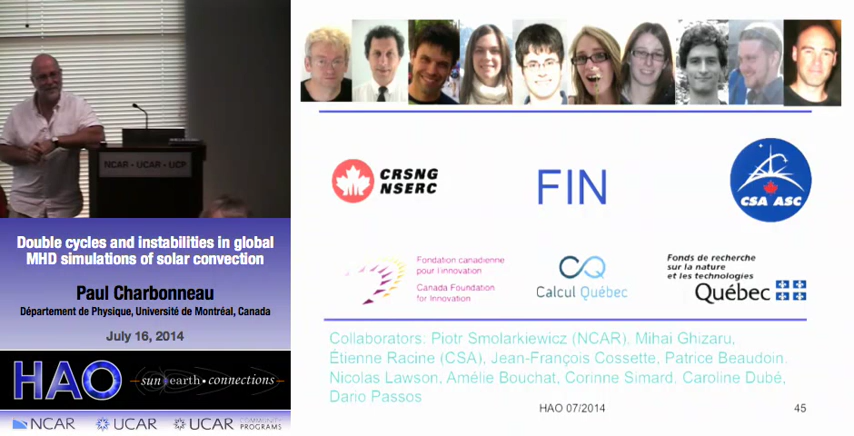 NCAR - UCAR - UCP
Double cycles and instabilities in global
MHD simulations of solar convection
Paul Charbonneau
Département de Physique, Université de Montréal, Canada
July 16, 2014
HAO
sun earth • connections
NCAR
UCAR
UCAR COMMUNITY
PROGRAMS
CRSNG
NSERC
FIN
CSA ASC
Fondation canadienne
pour l'innovation
Canada Foundation
for Innovation
Calcul Québec
Fonds de recherche
sur la nature
et les technologies
Québec
Collaborators: Piotr Smolarkiewicz (NCAR), Mihai Ghizaru,
Étienne Racine (CSA), Jean-François Cossette, Patrice Beaudoin,
Nicolas Lawson, Amélie Bouchat, Corinne Simard, Caroline Dubé,
Dario Passos
HAO 07/2014
45